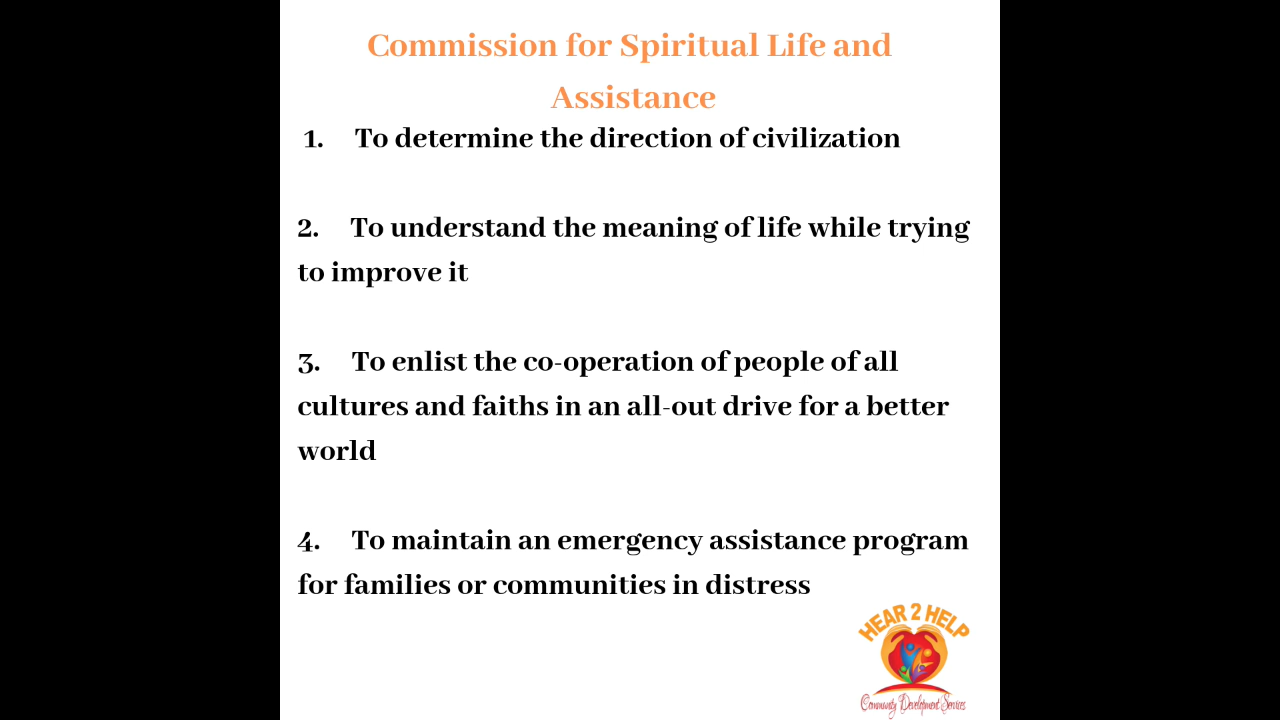 Commission for Spiritual Life and
Assistance
1. To determine the direction of civilization
2. To understand the meaning of life while trying
to improve it
3. To enlist the co-operation of people of all
cultures and faiths in an all-out drive for a better
world
4. To maintain an emergency assistance program
for families or communities in distress
HEAR 2 HELP
Community Development Services